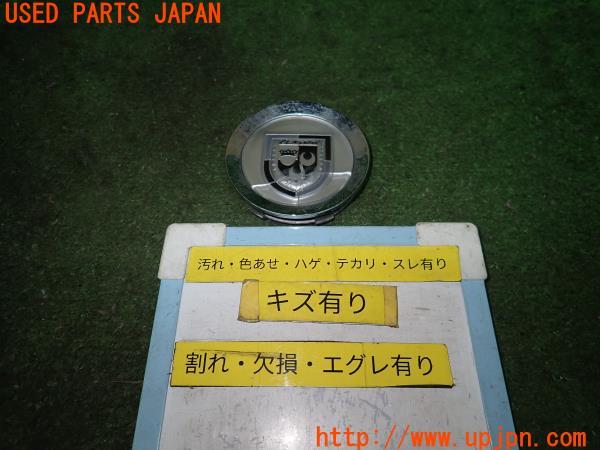 USED PARTS JAPAN
汚れ・色あせ・ハゲ・テカリ・スレ有り
キズ有り
割れ・欠損・エグレ有り
http://www.upjpn.com